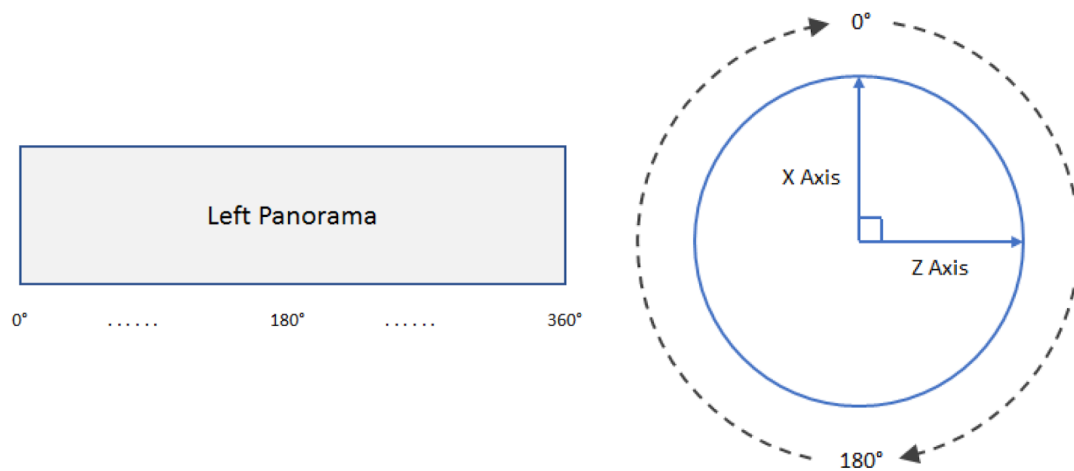 0°
X Axis
Left Panorama
Z Axis
0° ...... 180° ...... 360°
180°